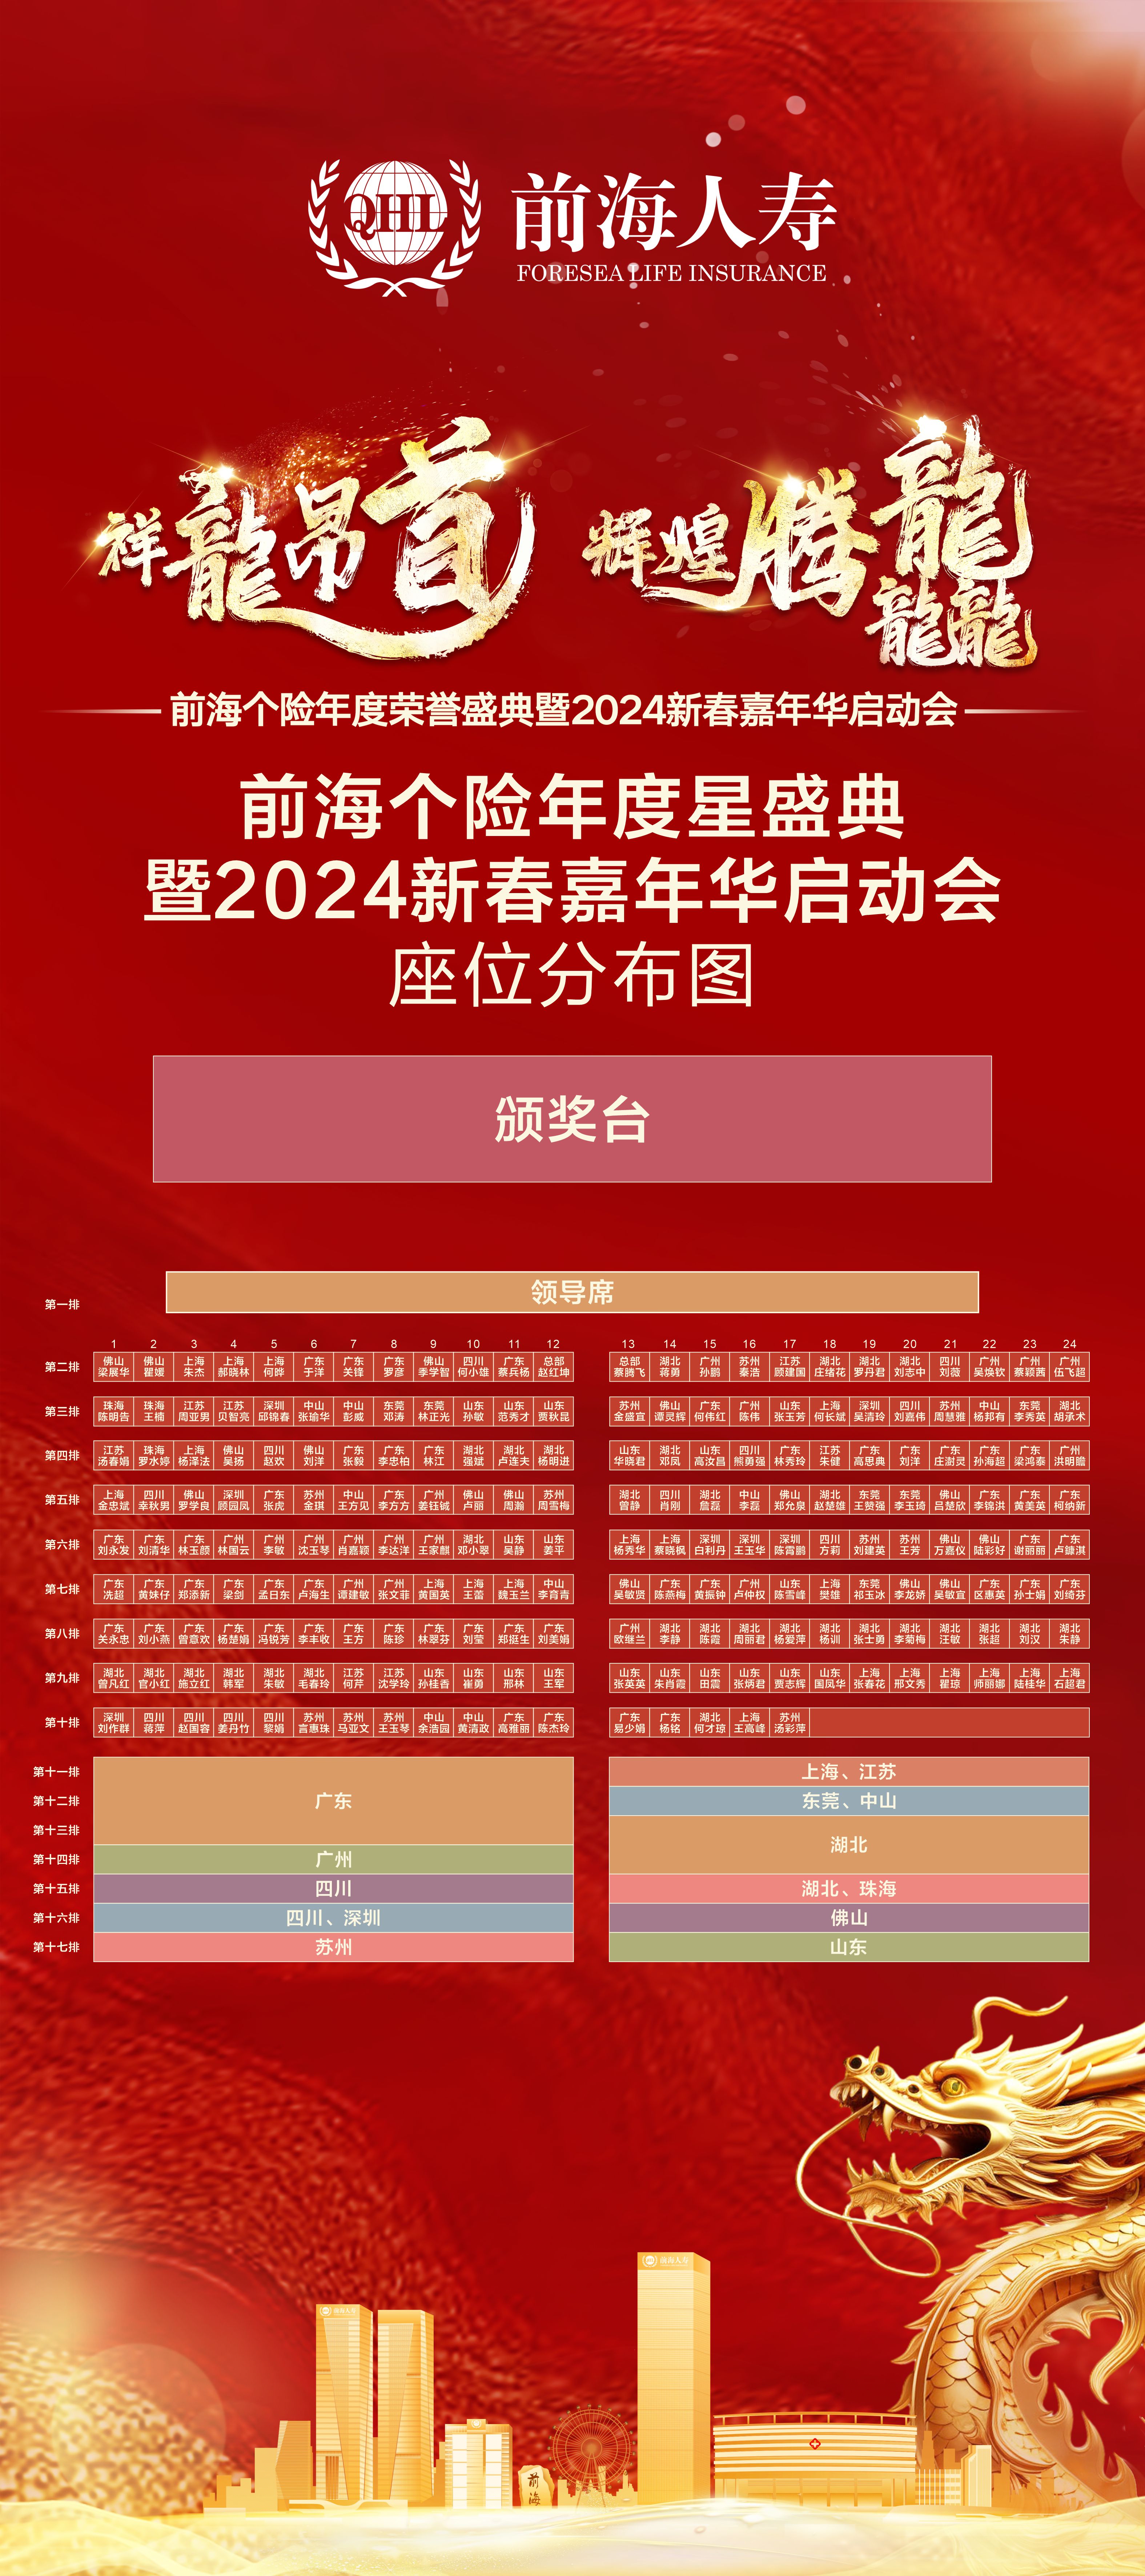 QHL
前海人寿
FORESEA LIFE INSURANCE
祥龍昂首 辉煌腾龍
龍龍
前海个险年度荣誉盛典暨2024新春嘉年华启动会
前海个险年度星盛典
暨2024新春嘉年华启动会
座位分布图
颁奖台
第一排 领导席
1 2 3 4 5 6 7 8 9 10 11 12 13 14 15 16 17 18 19 20 21 22 23 24
佛山 佛山 上海 上海 上海 广东 广东 广东 佛山 四川 广东 总部 总部 湖北 广州 苏州 江苏 湖北 湖北 湖北 四川 广州 广州 广州
第二排 梁展华 瞿媛 朱杰 郝晓林 何晔 于洋 关锋 罗彦 季学智 何小雄 蔡兵杨 赵红坤 蔡腾飞 蒋勇 孙鹏 秦浩 顾建国 庄绪花 罗丹君 刘志中 刘薇 吴焕钦 蔡颖茜 伍飞超
珠海 珠海 江苏 江苏 深圳 中山 中山 东莞 东莞 山东 山东 山东 苏州 佛山 广东 广州 山东 上海 深圳 四川 苏州 中山 东莞 湖北
第三排 陈明告 王楠 周亚男 贝智亮 邱锦春 张瑜华 彭威 邓涛 林正光 孙敏 范秀才 贾秋昆 金盛宣 谭灵辉 何伟红 陈伟 张玉芳 何长斌 吴清玲 刘嘉伟 周慧雅 杨邦有 李秀英 胡承术
江苏 珠海 上海 佛山 四川 佛山 广东 广东 广东 湖北 湖北 湖北 山东 湖北 山东 四川 广东 江苏 广东 广东 广东 广东 广东 广州
第四排 汤春娟 罗水婷 杨泽法 吴扬 赵欢 刘洋 张毅 李忠柏 林江 强斌 卢连夫 杨明进 华晓君 邓凤 高汝昌 熊勇强 林秀玲 朱健 高思典 刘洋 庄澍灵 孙海超 梁鸿泰 洪明瞻
上海 四川 佛山 深圳 广东 苏州 中山 广东 广州 佛山 佛山 苏州 湖北 四川 湖北 中山 佛山 湖北 东莞 东莞 佛山 广东 广东 广东
第五排 金忠斌 幸秋男 罗学良 顾园凤 张虎 金琪 王方见 李方方 姜钰铖 卢丽 周瀚 周雪梅 曾静 肖刚 詹磊 李磊 郑允泉 赵楚雄 王赞强 李玉琦 吕楚欣 李锦洪 黄美英 柯纳新
广东 广东 广东 广州 广州 广州 广州 广州 广州 湖北 山东 山东 上海 上海 深圳 深圳 深圳 四川 苏州 苏州 佛山 佛山 广东 广东
第六排 刘永发 刘清华 林玉颜 林国云 李敏 沈玉琴 肖嘉颖 李达洋 王家麒 邓小翠 吴静 姜平 杨秀华 蔡晓枫 白利丹 王玉华 陈霄鹏 方莉 刘建英 王芳 万嘉仪 陆彩好 谢丽丽 卢鐮淇
广东 广东 广东 广东 广东 广东 广州 广州 上海 上海 上海 中山 佛山 广东 广东 广州 山东 上海 东莞 佛山 佛山 广东 广东 广东
第七排 冼超 黄妹仔 郑添新 梁剑 孟日东 卢海生 谭建敏 张文菲 黄国英 王蕾 魏玉兰 李育青 吴敏贤 陈燕梅 黄振钟 卢仲权 陈雪峰 樊雄 祁玉冰 李龙娇 吴敏宜 区惠英 孙士娟 刘绮芬
广东 广东 广东 广东 广东 广东 广东 广东 广东 广东 山东 山东 广州 湖北 湖北 湖北 湖北 湖北 湖北 湖北 湖北 湖北 湖北 湖北
第八排 关永忠 刘小燕 曾意欢 杨楚娟 冯锐芳 李丰收 王方 陈珍 林翠芬 刘莹 郑挺生 刘美娟 欧继兰 李静 陈霞 周丽君 杨爱萍 杨训 张士勇 李菊梅 汪敏 张超 刘汉 朱静
湖北 湖北 湖北 湖北 湖北 湖北 江苏 江苏 山东 山东 山东 山东 山东 山东 山东 山东 山东 山东 上海 上海 上海 上海 上海 上海
第九排 曾凡红 官小红 施立红 韩军 朱敏 毛春玲 何芹 沈学玲 孙桂香 崔勇 邢林 王军 张英英 朱肖霞 田震 张炳君 贾志辉 国凤华 张春花 邢文秀 瞿琼 师丽娜 陆桂华 石超君
深圳 四川 四川 四川 四川 苏州 苏州 苏州 中山 中山 广东 广东 广东 广东 湖北 上海 苏州
第十排 刘作群 蒋萍 赵国容 姜丹竹 黎娟 言惠珠 马亚文 王玉琴 余浩园 黄清政 高雅丽 陈杰玲 易少娟 杨铭 何才琼 王高峰 汤彩萍
第十一排 上海、江苏
第十二排 广东 东莞、中山
第十三排
湖北
第十四排 广州
第十五排 四川 湖北、珠海
第十六排 四川、深圳 佛山
第十七排 苏州 山东
前海人寿
前海人寿
前海